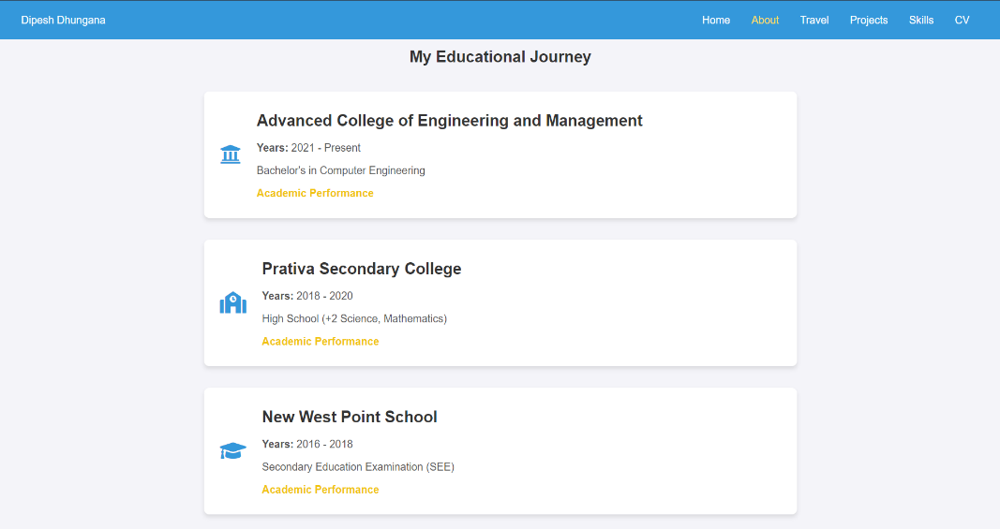 Dipesh Dhungana
Home About Travel Projects Skills CV
My Educational Journey
Advanced College of Engineering and Management
Years: 2021 - Present
Bachelor's in Computer Engineering
Academic Performance
Prativa Secondary College
Years: 2018 - 2020
High School (+2 Science, Mathematics)
Academic Performance
New West Point School
Years: 2016 - 2018
Secondary Education Examination (SEE)
Academic Performance